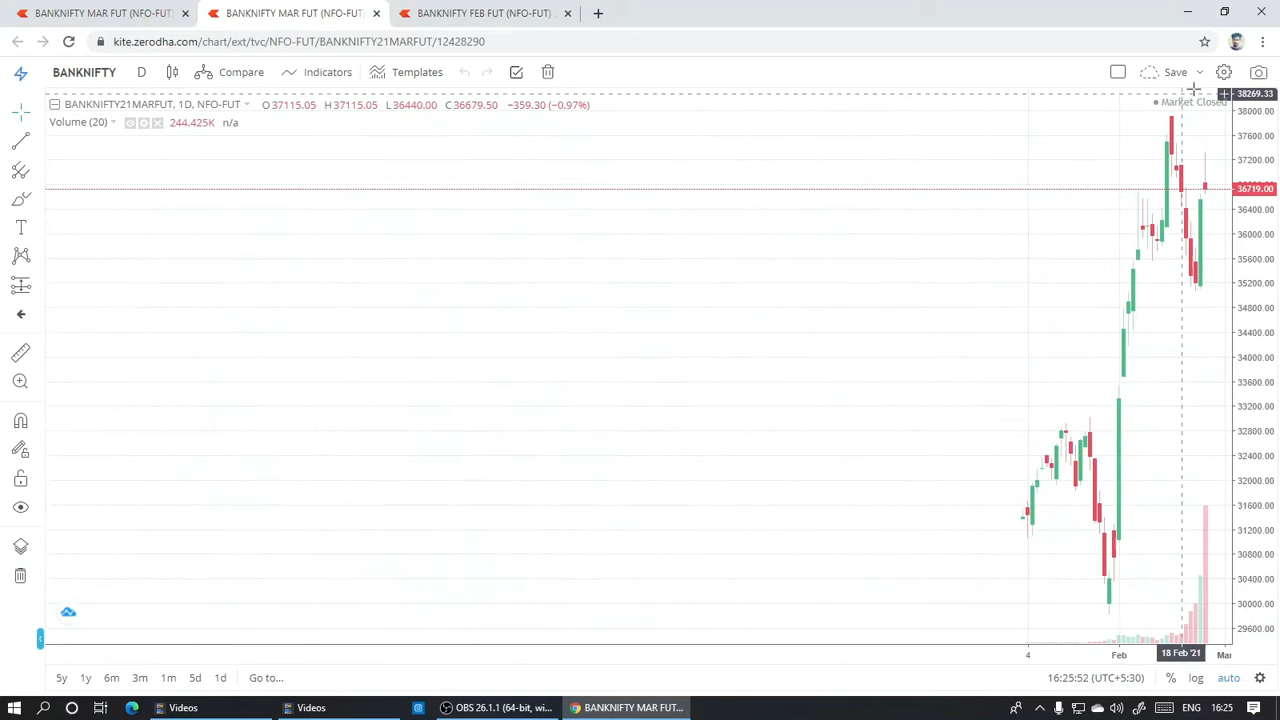 BANKNIFTY MAR FUT (NFO-FUT)
BANKNIFTY MAR FUT (NFO-FUT)
BANKNIFTY FEB FUT (NFO-FUT)
kite.zerodha.com/chart/ext/tvc/NFO-FUT/BANKNIFTY21MARFUT/12428290
BANKNIFTY D Compare Indicators Templates Save
BANKNIFTY21MARFUT, 1D, NFO-FUT O37115.05 H37115.05 L36440.00 C36679.50 −359.30 (−0.97%)
Market Closed
Volume (20) 244.425K n/a
38269.33
38000.00
37600.00
37200.00
36719.00
36400.00
36000.00
35600.00
35200.00
34800.00
34400.00
34000.00
33600.00
33200.00
32800.00
32400.00
32000.00
31600.00
31200.00
30800.00
30400.00
30000.00
29600.00
4 Feb 18 Feb '21 Mar
5y 1y 6m 3m 1m 5d 1d Go to... 16:25:52 (UTC+5:30) % log auto
Videos Videos OBS 26.1.1 (64-bit, wi... BANKNIFTY MAR FUT... ENG 16:25